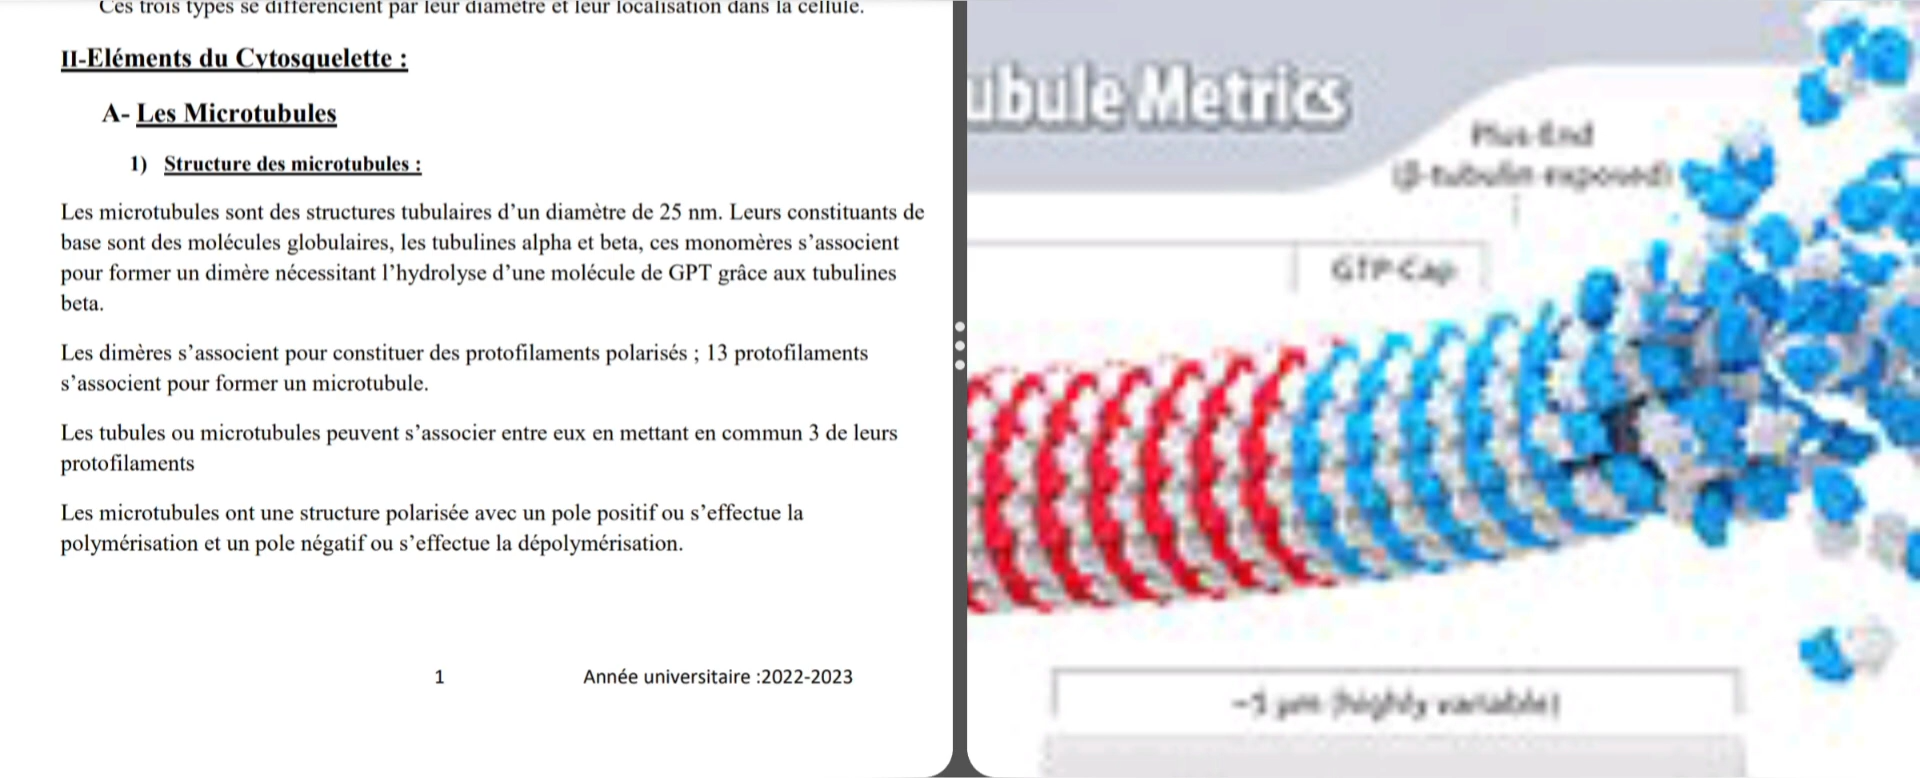 Ces trois types se différencient par leur diamètre et leur localisation dans la cellule.
II-Eléments du Cytosquelette :
A- Les Microtubules
1) Structure des microtubules :
Les microtubules sont des structures tubulaires d’un diamètre de 25 nm. Leurs constituants de
base sont des molécules globulaires, les tubulines alpha et beta, ces monomères s’associent
pour former un dimère nécessitant l’hydrolyse d’une molécule de GPT grâce aux tubulines
beta.
Les dimères s’associent pour constituer des protofilaments polarisés ; 13 protofilaments
s’associent pour former un microtubule.
Les tubules ou microtubules peuvent s’associer entre eux en mettant en commun 3 de leurs
protofilaments
Les microtubules ont une structure polarisée avec un pole positif ou s’effectue la
polymérisation et un pole négatif ou s’effectue la dépolymérisation.
1 Année universitaire :2022-2023
ubule Metrics
Plus End
(β-tubulin exposed)
GTP Cap
(highly variable)